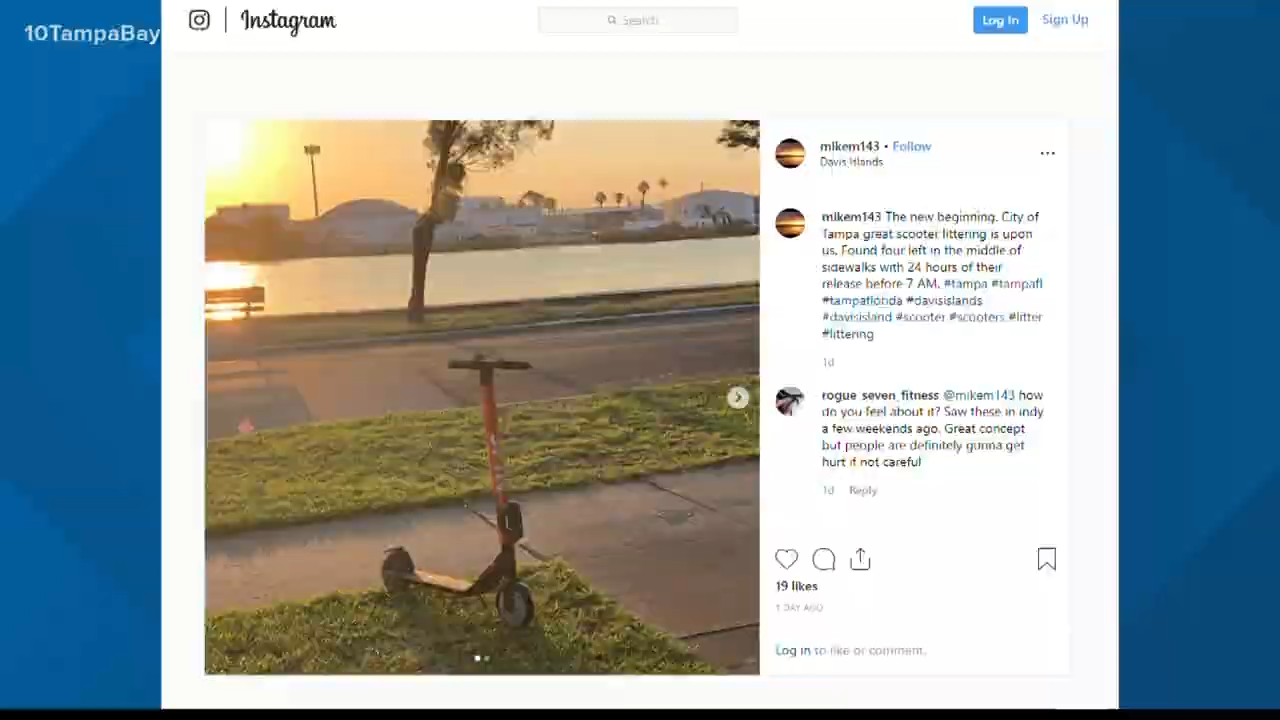 10TampaBay
Instagram
Search
Log In
Sign Up
mikem143 • Follow
Davis Islands
mikem143 The new beginning. City of
Tampa great scooter littering is upon
us. Found four left in the middle of
sidewalks with 24 hours of their
release before 7 AM. #tampa #tampafl
#tampaflorida #davisislands
#davisisland #scooter #scooters #litter
#littering
1d
rogue_seven_fitness @mikem143 how
do you feel about it? Saw these in indy
a few weekends ago. Great concept
but people are definitely gunna get
hurt if not careful
1d Reply
19 likes
1 DAY AGO
Log in to like or comment.